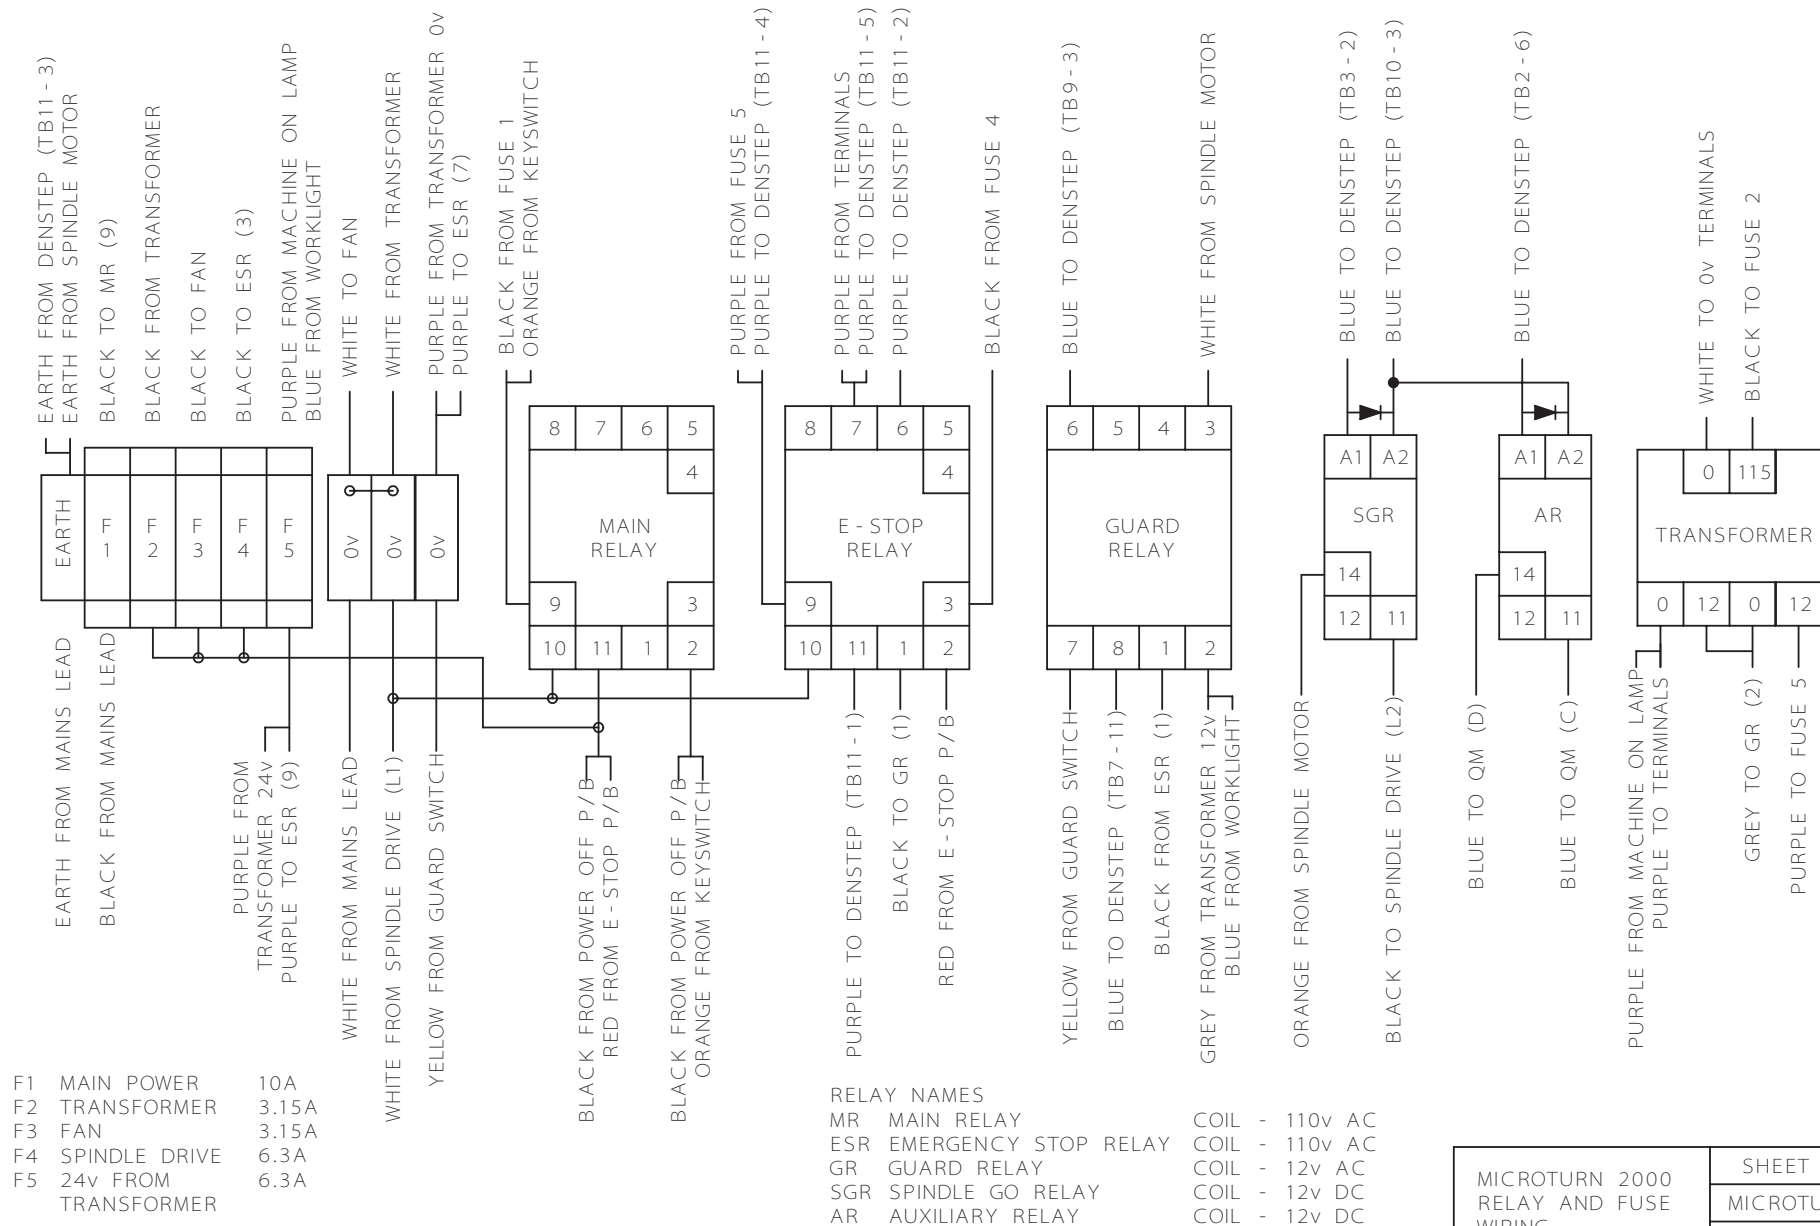 EARTH FROM DENSTEP (TB11-3)
EARTH FROM SPINDLE MOTOR
BLACK TO MR (9)
BLACK FROM TRANSFORMER
BLACK TO FAN
BLACK TO ESR (3)
PURPLE FROM MACHINE ON LAMP
BLUE FROM WORKLIGHT
WHITE TO FAN
WHITE FROM TRANSFORMER
PURPLE FROM TRANSFORMER 0v
PURPLE TO ESR (7)
BLACK FROM FUSE 1
ORANGE FROM KEYSWITCH
PURPLE FROM FUSE 5
PURPLE TO DENSTEP (TB11-4)
PURPLE FROM TERMINALS
PURPLE TO DENSTEP (TB11-5)
PURPLE TO DENSTEP (TB11-2)
BLACK FROM FUSE 4
BLUE TO DENSTEP (TB9-3)
WHITE FROM SPINDLE MOTOR
BLUE TO DENSTEP (TB3-2)
BLUE TO DENSTEP (TB10-3)
BLUE TO DENSTEP (TB2-6)
WHITE TO 0v TERMINALS
BLACK TO FUSE 2
EARTH
F1
F2
F3
F4
F5
0v
0v
0v
8 7 6 5
4
MAIN
RELAY
9 3
10 11 1 2
8 7 6 5
4
E-STOP
RELAY
9 3
10 11 1 2
6 5 4 3
GUARD
RELAY
7 8 1 2
A1 A2
SGR
14
12 11
A1 A2
AR
14
12 11
0 115
TRANSFORMER
0 12 0 12
EARTH FROM MAINS LEAD
BLACK FROM MAINS LEAD
PURPLE FROM
TRANSFORMER 24v
PURPLE TO ESR (9)
WHITE FROM MAINS LEAD
WHITE FROM SPINDLE DRIVE (L1)
YELLOW FROM GUARD SWITCH
BLACK FROM POWER OFF P/B
RED FROM E-STOP P/B
BLACK FROM POWER OFF P/B
ORANGE FROM KEYSWITCH
PURPLE TO DENSTEP (TB11-1)
BLACK TO GR (1)
RED FROM E-STOP P/B
YELLOW FROM GUARD SWITCH
BLUE TO DENSTEP (TB7-11)
BLACK FROM ESR (1)
GREY FROM TRANSFORMER 12v
BLUE FROM WORKLIGHT
ORANGE FROM SPINDLE MOTOR
BLACK TO SPINDLE DRIVE (L2)
BLUE TO QM (D)
BLUE TO QM (C)
PURPLE FROM MACHINE ON LAMP
PURPLE TO TERMINALS
GREY TO GR (2)
PURPLE TO FUSE 5
F1 MAIN POWER 10A
F2 TRANSFORMER 3.15A
F3 FAN 3.15A
F4 SPINDLE DRIVE 6.3A
F5 24v FROM 6.3A
TRANSFORMER
RELAY NAMES
MR MAIN RELAY COIL - 110v AC
ESR EMERGENCY STOP RELAY COIL - 110v AC
GR GUARD RELAY COIL - 12v AC
SGR SPINDLE GO RELAY COIL - 12v DC
AR AUXILIARY RELAY COIL - 12v DC
MICROTURN 2000
RELAY AND FUSE
WIRING
SHEET
MICROTU